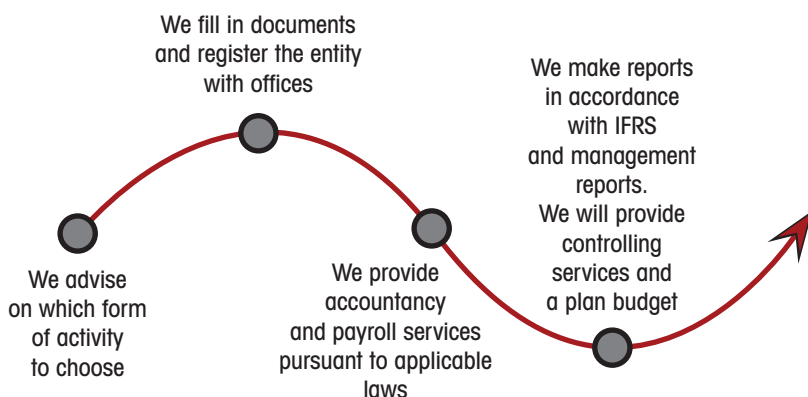 We fill in documents
and register the entity
with offices
We make reports
in accordance
with IFRS
and management
reports.
We will provide
controlling
services and
a plan budget
We advise
on which form
of activity
to choose
We provide
accountancy
and payroll services
pursuant to applicable
laws